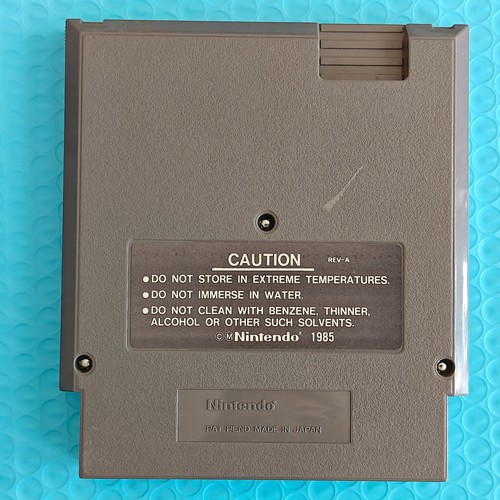 CAUTION REV-A
● DO NOT STORE IN EXTREME TEMPERATURES.
● DO NOT IMMERSE IN WATER.
● DO NOT CLEAN WITH BENZENE, THINNER,
ALCOHOL OR OTHER SUCH SOLVENTS.
© M Nintendo® 1985
Nintendo®
PAT. PEND. MADE IN JAPAN